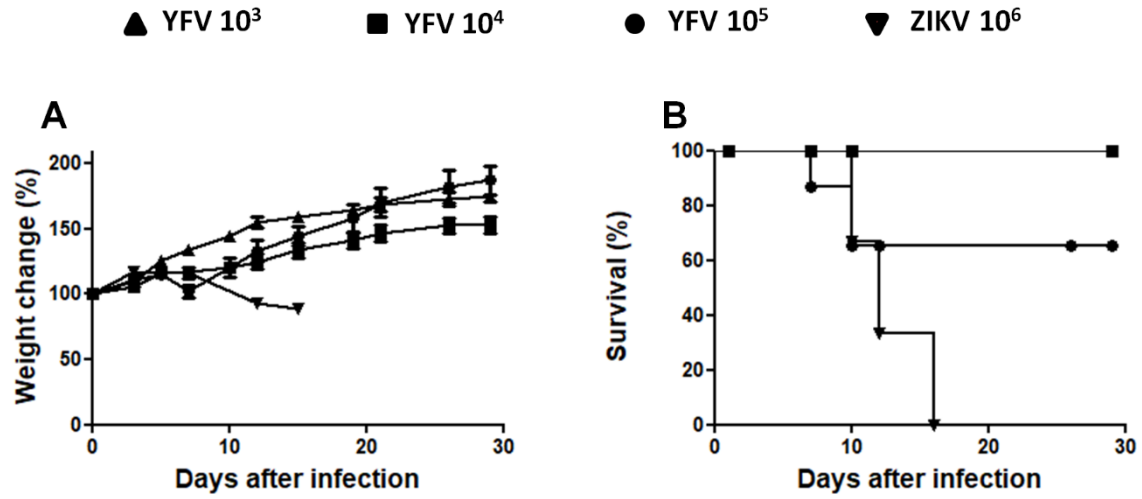 YFV 10³ YFV 10⁴ YFV 10⁵ ZIKV 10⁶
A B
Weight change (%)
200
150
100
50
0
0 10 20 30
Days after infection
Survival (%)
100
80
60
40
20
0
0 10 20 30
Days after infection